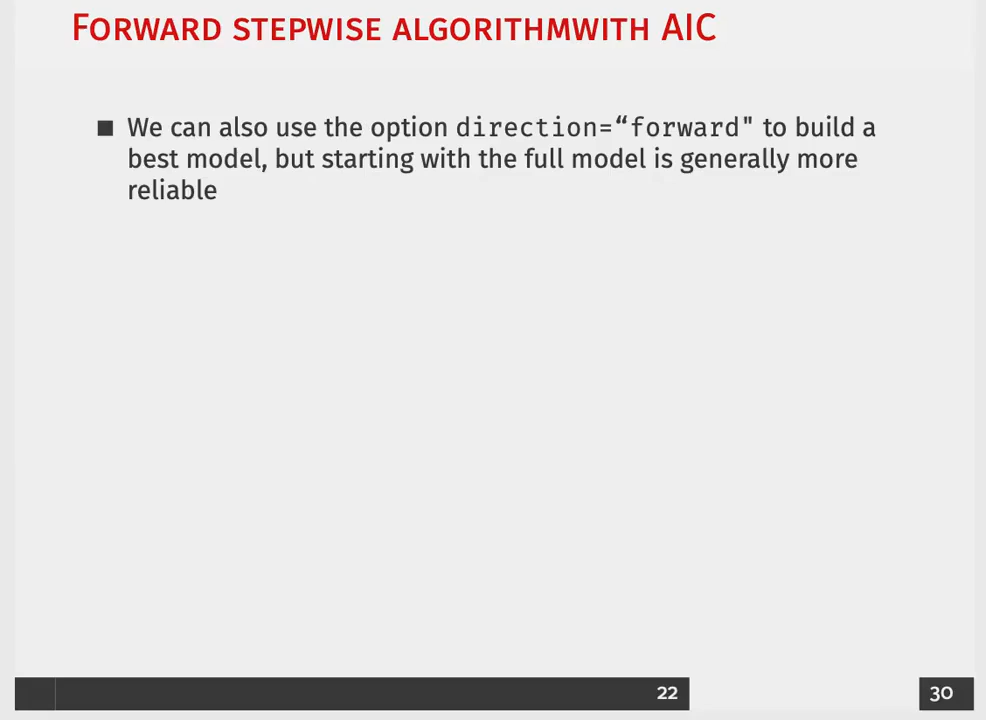 Forward stepwise algorithmwith AIC
■ We can also use the option direction=“forward" to build a
best model, but starting with the full model is generally more
reliable
22
30